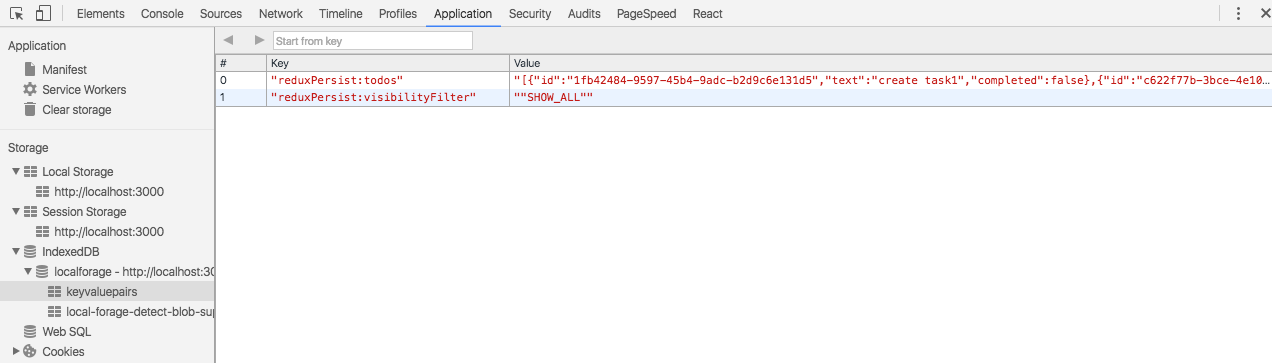 Elements Console Sources Network Timeline Profiles Application Security Audits PageSpeed React
Application
Manifest
Service Workers
Clear storage
Storage
Local Storage
http://localhost:3000
Session Storage
http://localhost:3000
IndexedDB
localforage - http://localhost:30
keyvaluepairs
local-forage-detect-blob-sup
Web SQL
Cookies
Start from key
# Key Value
0 "reduxPersist:todos" "[{"id":"1fb42484-9597-45b4-9adc-b2d9c6e131d5","text":"create task1","completed":false},{"id":"c622f77b-3bce-4e10…
1 "reduxPersist:visibilityFilter" ""SHOW_ALL""